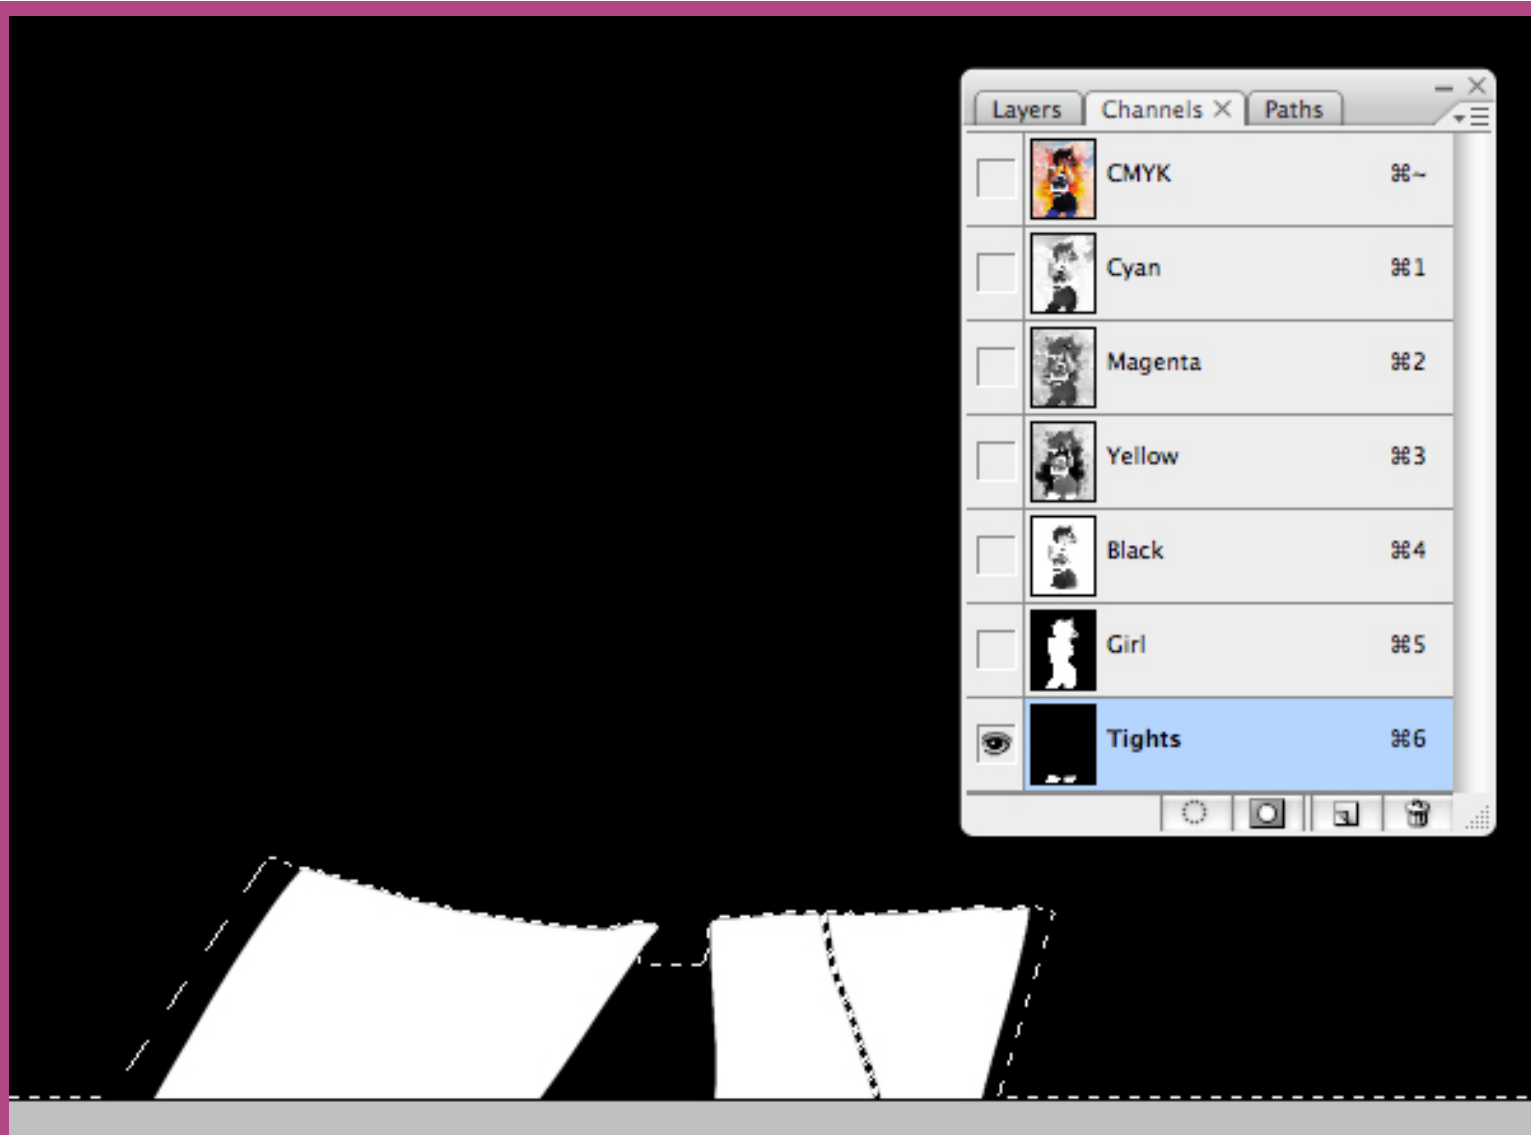 Layers Channels Paths
CMYK ⌘~
Cyan ⌘1
Magenta ⌘2
Yellow ⌘3
Black ⌘4
Girl ⌘5
Tights ⌘6